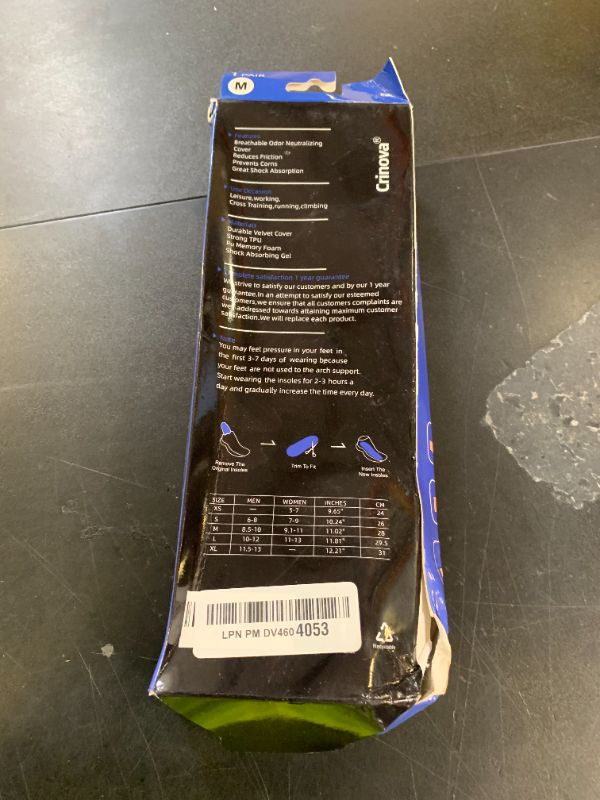 1 PAIR
M
Crinova®
Features
Breathable Odor Neutralizing
Cover
Reduces Friction
Prevents Corns
Great Shock Absorption
Use Occasion
Leisure,working,
Cross Training,running,climbing
Materials
Durable Velvet Cover
Strong TPU
Pu Memory Foam
Shock Absorbing Gel
Complete satisfaction 1 year guarantee
We strive to satisfy our customers and by our 1 year
guarantee.In an attempt to satisfy our esteemed
customers,we ensure that all customers complaints are
well addressed towards attaining maximum customer
satisfaction.We will replace each product.
Note
You may feel pressure in your feet in
the first 3-7 days of wearing because
your feet are not used to the arch support.
Start wearing the insoles for 2-3 hours a
day and gradually increase the time every day.
Remove The
Original Insoles
Trim To Fit
Insert The
New Insoles
SIZE MEN WOMEN INCHES CM
XS — 5-7 9.65" 24
S 6-8 7-9 10.24" 26
M 8.5-10 9.1-11 11.02" 28
L 10-12 11-13 11.81" 29.5
XL 11.5-13 — 12.21" 31
LPN PM DV460 4053
Recyclable